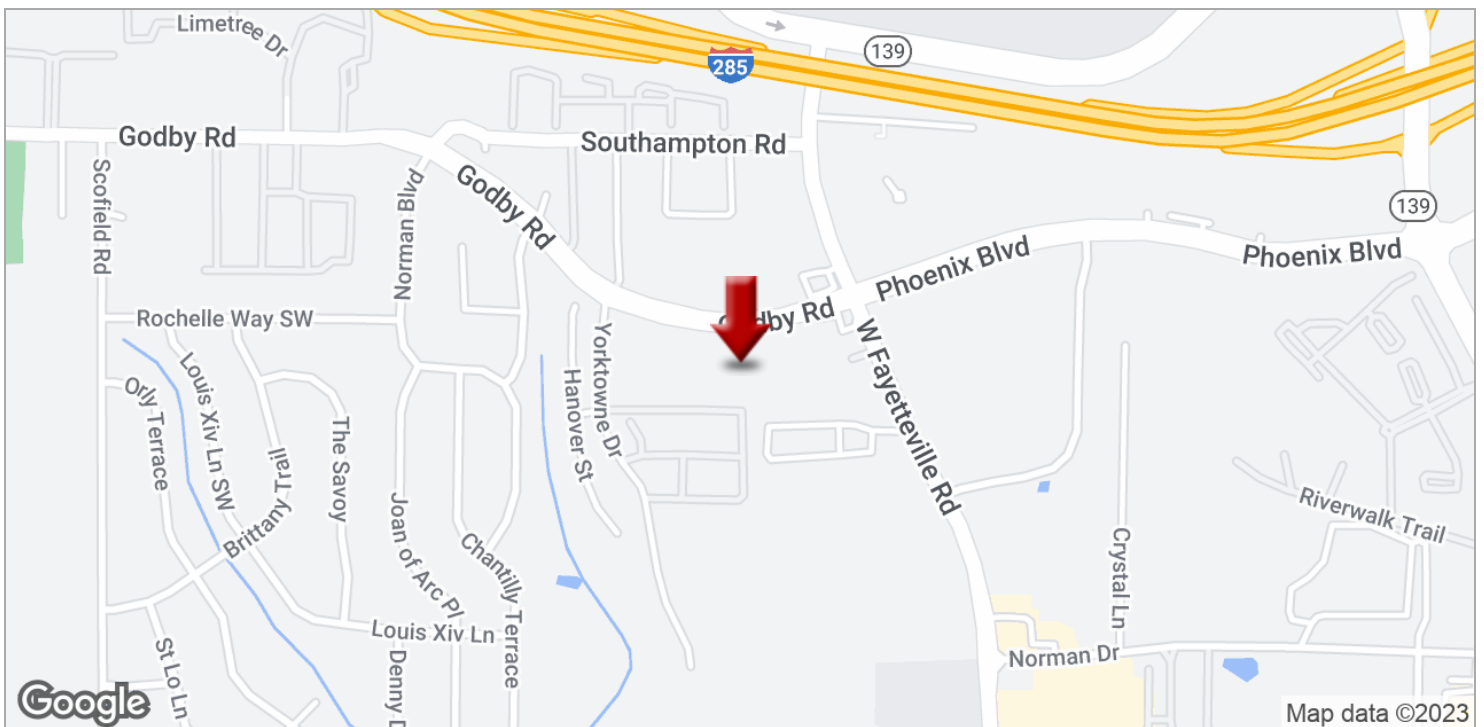 Limetree Dr
285
139
Godby Rd
Southampton Rd
Scofield Rd
Norman Blvd
Godby Rd
139
Phoenix Blvd
Phoenix Blvd
Rd
Rochelle Way SW
Yorktowne Dr
W Fayetteville Rd
Hanover St
Orly Terrace
Louis Xiv Ln SW
The Savoy
Brittany Trail
Joan of Arc Pl
Chantilly Terrace
Riverwalk Trail
Crystal Ln
Louis Xiv Ln
Norman Dr
St Lo Ln
Denny
Google
Map data ©2023